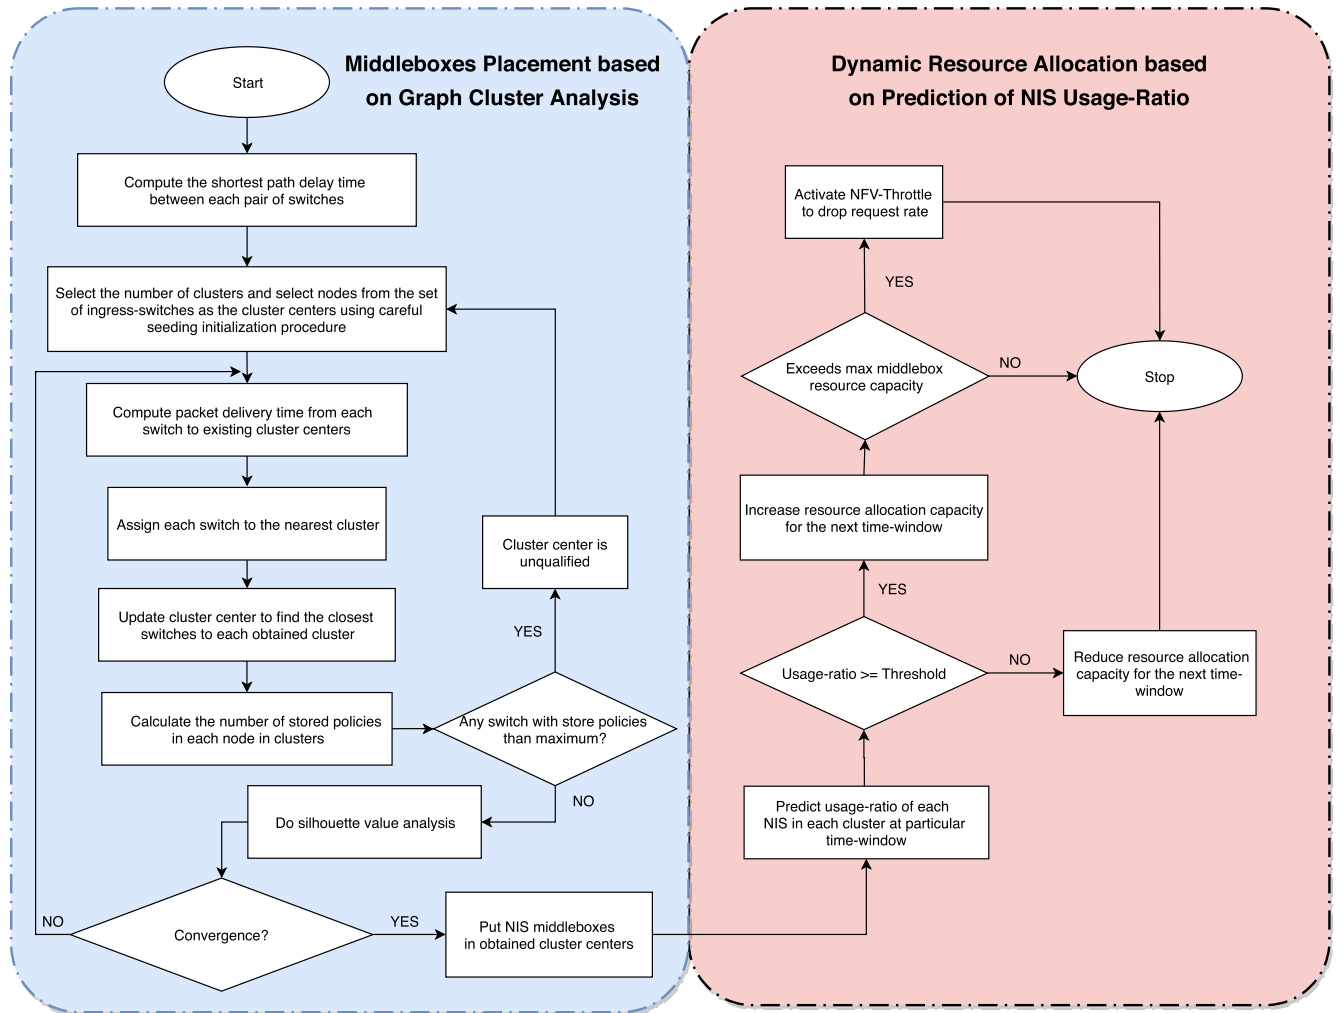 Middleboxes Placement based
on Graph Cluster Analysis
Start
Compute the shortest path delay time
between each pair of switches
Select the number of clusters and select nodes from the set
of ingress-switches as the cluster centers using careful
seeding initialization procedure
Compute packet delivery time from each
switch to existing cluster centers
Assign each switch to the nearest cluster
Update cluster center to find the closest
switches to each obtained cluster
Calculate the number of stored policies
in each node in clusters
Any switch with store policies
than maximum?
YES
Cluster center is
unqualified
NO
Do silhouette value analysis
Convergence?
NO
YES
Put NIS middleboxes
in obtained cluster centers
Dynamic Resource Allocation based
on Prediction of NIS Usage-Ratio
Predict usage-ratio of each
NIS in each cluster at particular
time-window
Usage-ratio >= Threshold
NO
Reduce resource allocation
capacity for the next time-
window
YES
Increase resource allocation capacity
for the next time-window
Exceeds max middlebox
resource capacity
NO
YES
Activate NFV-Throttle
to drop request rate
Stop